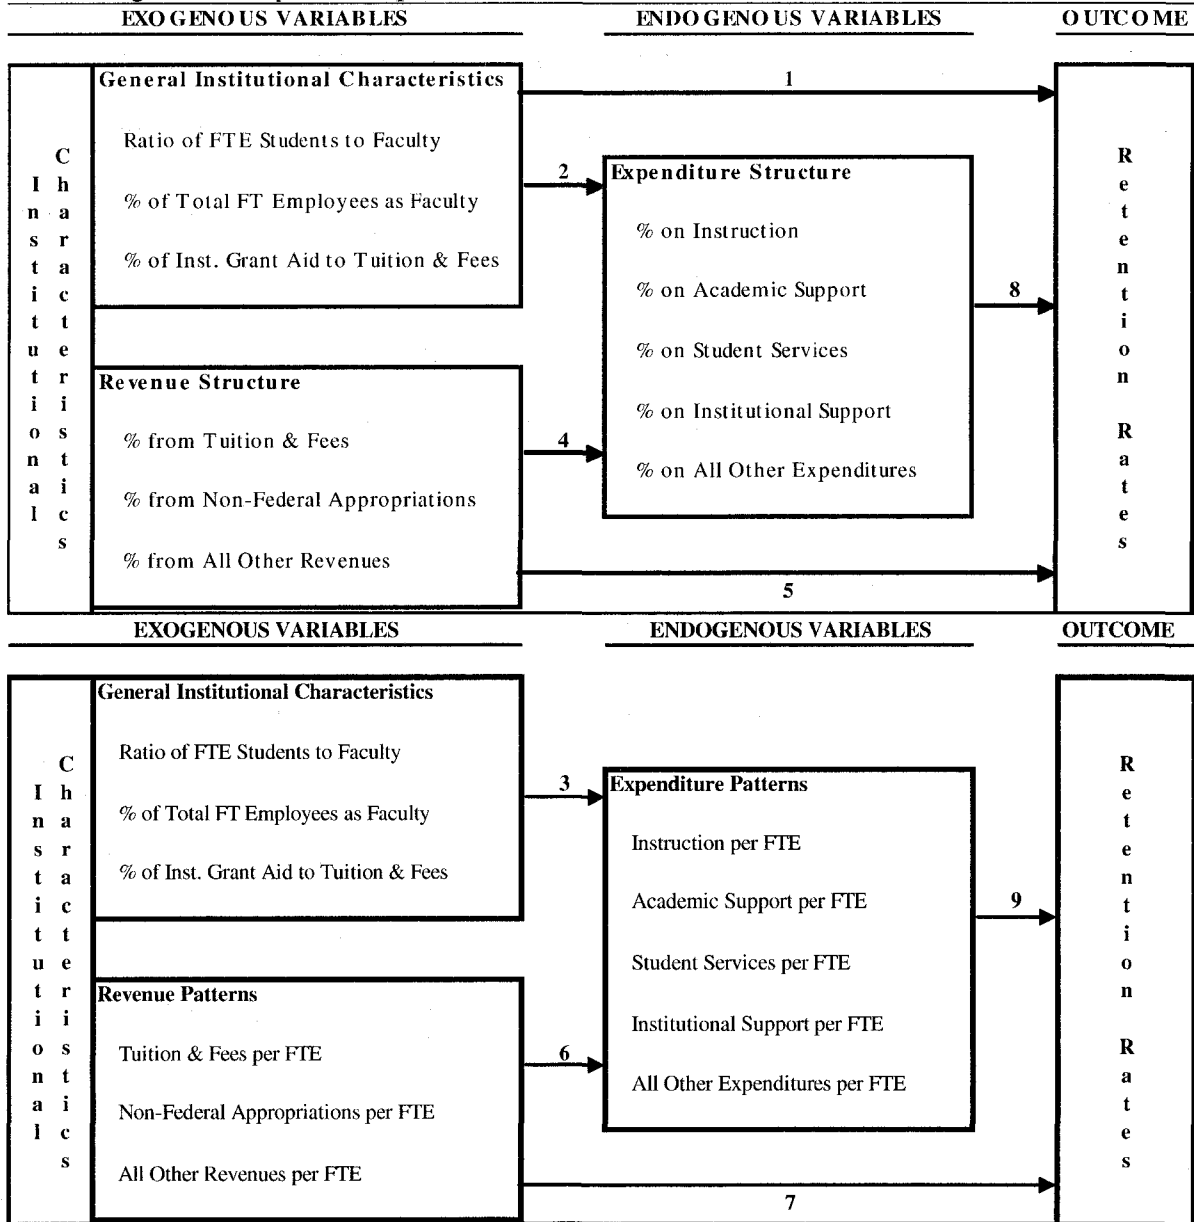 EXOGENOUS VARIABLES
ENDOGENOUS VARIABLES
OUTCOME
Institutional
Characteristics
General Institutional Characteristics
Ratio of FTE Students to Faculty
% of Total FT Employees as Faculty
% of Inst. Grant Aid to Tuition & Fees
1
2
Revenue Structure
% from Tuition & Fees
% from Non-Federal Appropriations
% from All Other Revenues
4
5
Expenditure Structure
% on Instruction
% on Academic Support
% on Student Services
% on Institutional Support
% on All Other Expenditures
8
Retention Rates
EXOGENOUS VARIABLES
ENDOGENOUS VARIABLES
OUTCOME
Institutional
Characteristics
General Institutional Characteristics
Ratio of FTE Students to Faculty
% of Total FT Employees as Faculty
% of Inst. Grant Aid to Tuition & Fees
3
Revenue Patterns
Tuition & Fees per FTE
Non-Federal Appropriations per FTE
All Other Revenues per FTE
6
7
Expenditure Patterns
Instruction per FTE
Academic Support per FTE
Student Services per FTE
Institutional Support per FTE
All Other Expenditures per FTE
9
Retention Rates